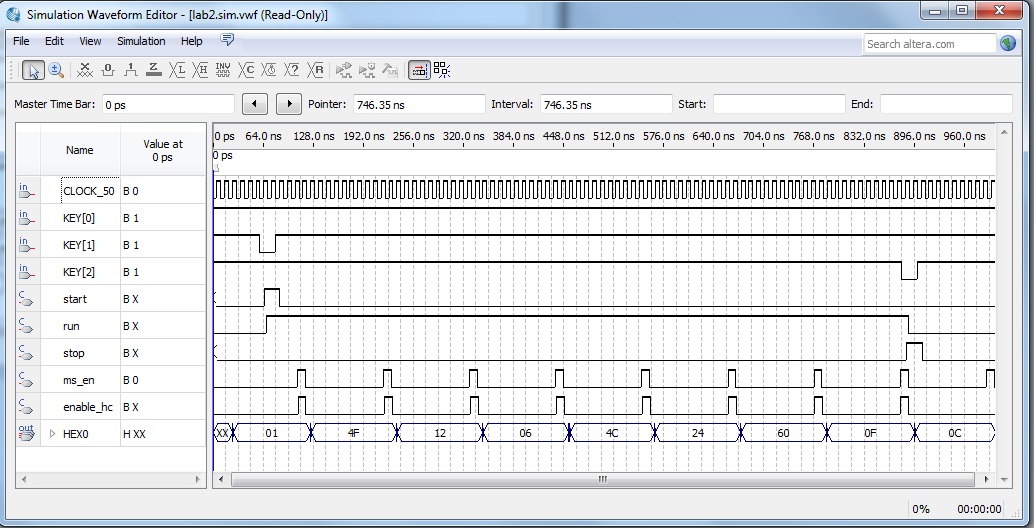 Simulation Waveform Editor - [lab2.sim.vwf (Read-Only)]
File Edit View Simulation Help
Search altera.com
Master Time Bar: 0 ps Pointer: 746.35 ns Interval: 746.35 ns Start: End:
Name Value at 0 ps
0 ps 64.0 ns 128.0 ns 192.0 ns 256.0 ns 320.0 ns 384.0 ns 448.0 ns 512.0 ns 576.0 ns 640.0 ns 704.0 ns 768.0 ns 832.0 ns 896.0 ns 960.0 ns
0 ps
in CLOCK_50 B 0
in KEY[0] B 1
in KEY[1] B 1
in KEY[2] B 1
C start B X
C run B X
C stop B X
C ms_en B 0
C enable_hc B X
out HEX0 H XX XX 01 4F 12 06 4C 24 60 0F 0C
0% 00:00:00